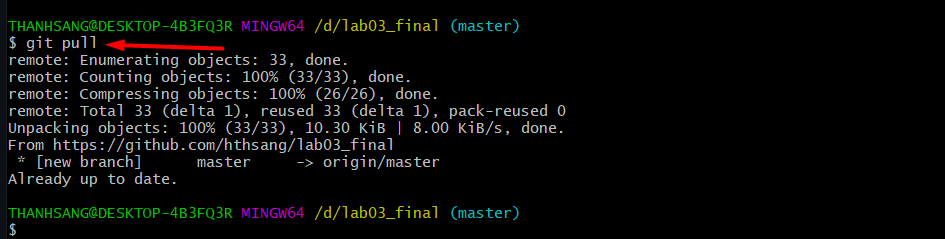 THANHSANG@DESKTOP-4B3FQ3R MINGW64 /d/lab03_final (master)
$ git pull
remote: Enumerating objects: 33, done.
remote: Counting objects: 100% (33/33), done.
remote: Compressing objects: 100% (26/26), done.
remote: Total 33 (delta 1), reused 33 (delta 1), pack-reused 0
Unpacking objects: 100% (33/33), 10.30 KiB | 8.00 KiB/s, done.
From https://github.com/hthsang/lab03_final
 * [new branch]      master     -> origin/master
Already up to date.
THANHSANG@DESKTOP-4B3FQ3R MINGW64 /d/lab03_final (master)
$